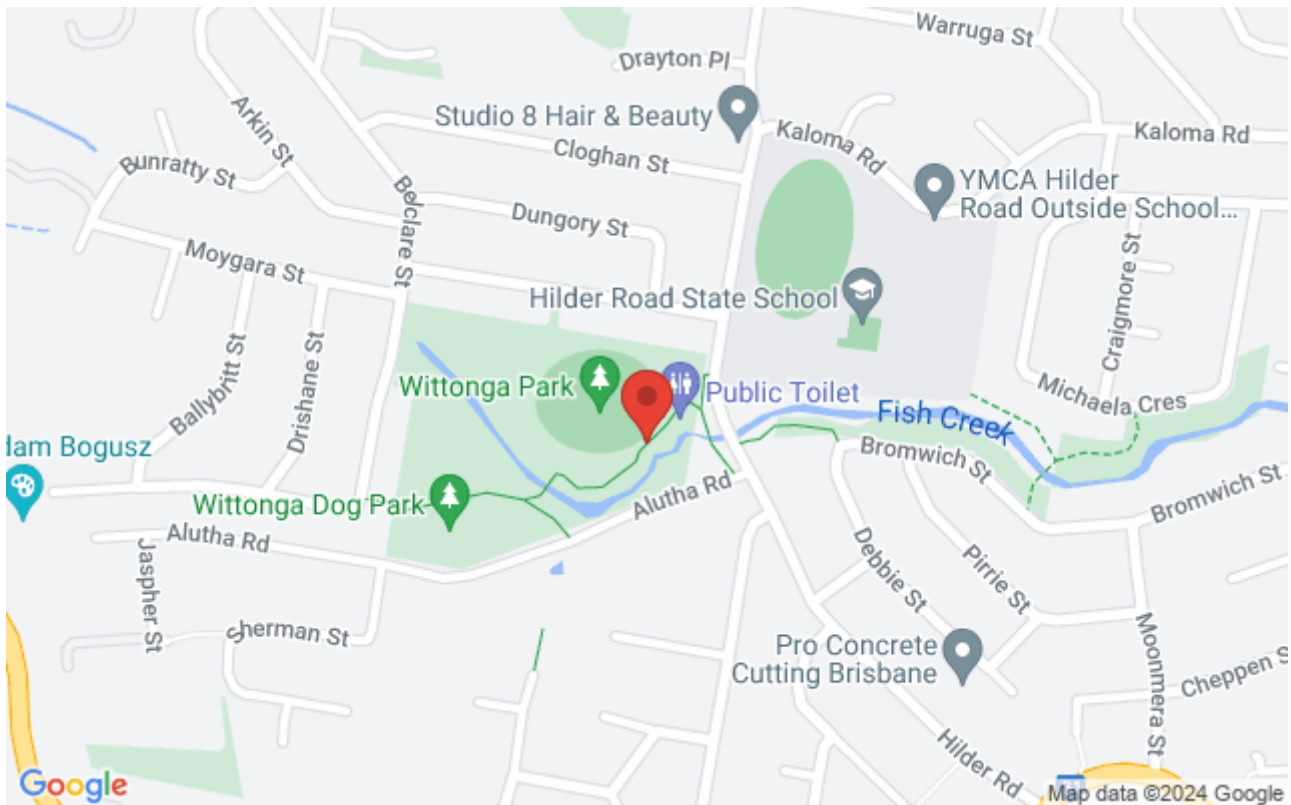 Warruga St
Drayton Pl
Studio 8 Hair & Beauty
Kaloma Rd
Kaloma Rd
Arkin St
Cloghan St
Bunratty St
YMCA Hilder
Road Outside School...
Belclare St
Dungory St
Moygara St
Craigmore St
Hilder Road State School
Ballybritt St
Drishane St
Wittonga Park
Public Toilet
Michaela Cres
Fish Creek
dam Bogusz
Bromwich St
Bromwich St
Wittonga Dog Park
Alutha Rd
Alutha Rd
Jaspher St
Debbie St
Pirrie St
Sherman St
Moonmera St
Pro Concrete
Cutting Brisbane
Cheppen S
Hilder Rd
Google
Map data ©2024 Google